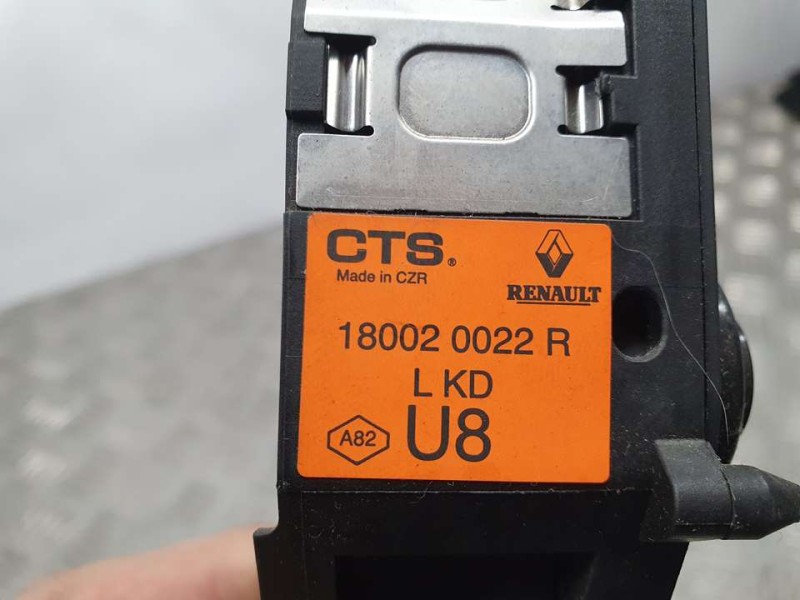 CTS®
Made in CZR
RENAULT
18002 0022 R
L KD
A82
U8